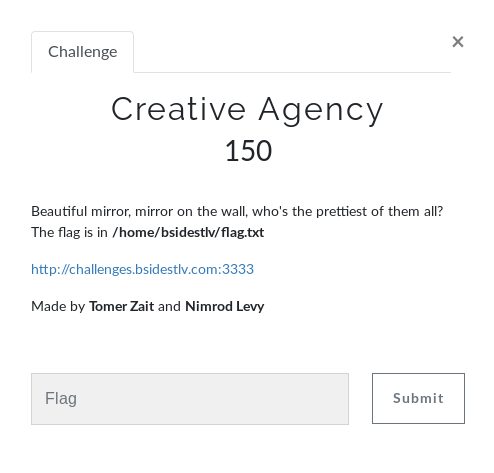 Challenge
×
Creative Agency
150
Beautiful mirror, mirror on the wall, who's the prettiest of them all?
The flag is in /home/bsidestlv/flag.txt
http://challenges.bsidestlv.com:3333
Made by Tomer Zait and Nimrod Levy
Flag
Submit